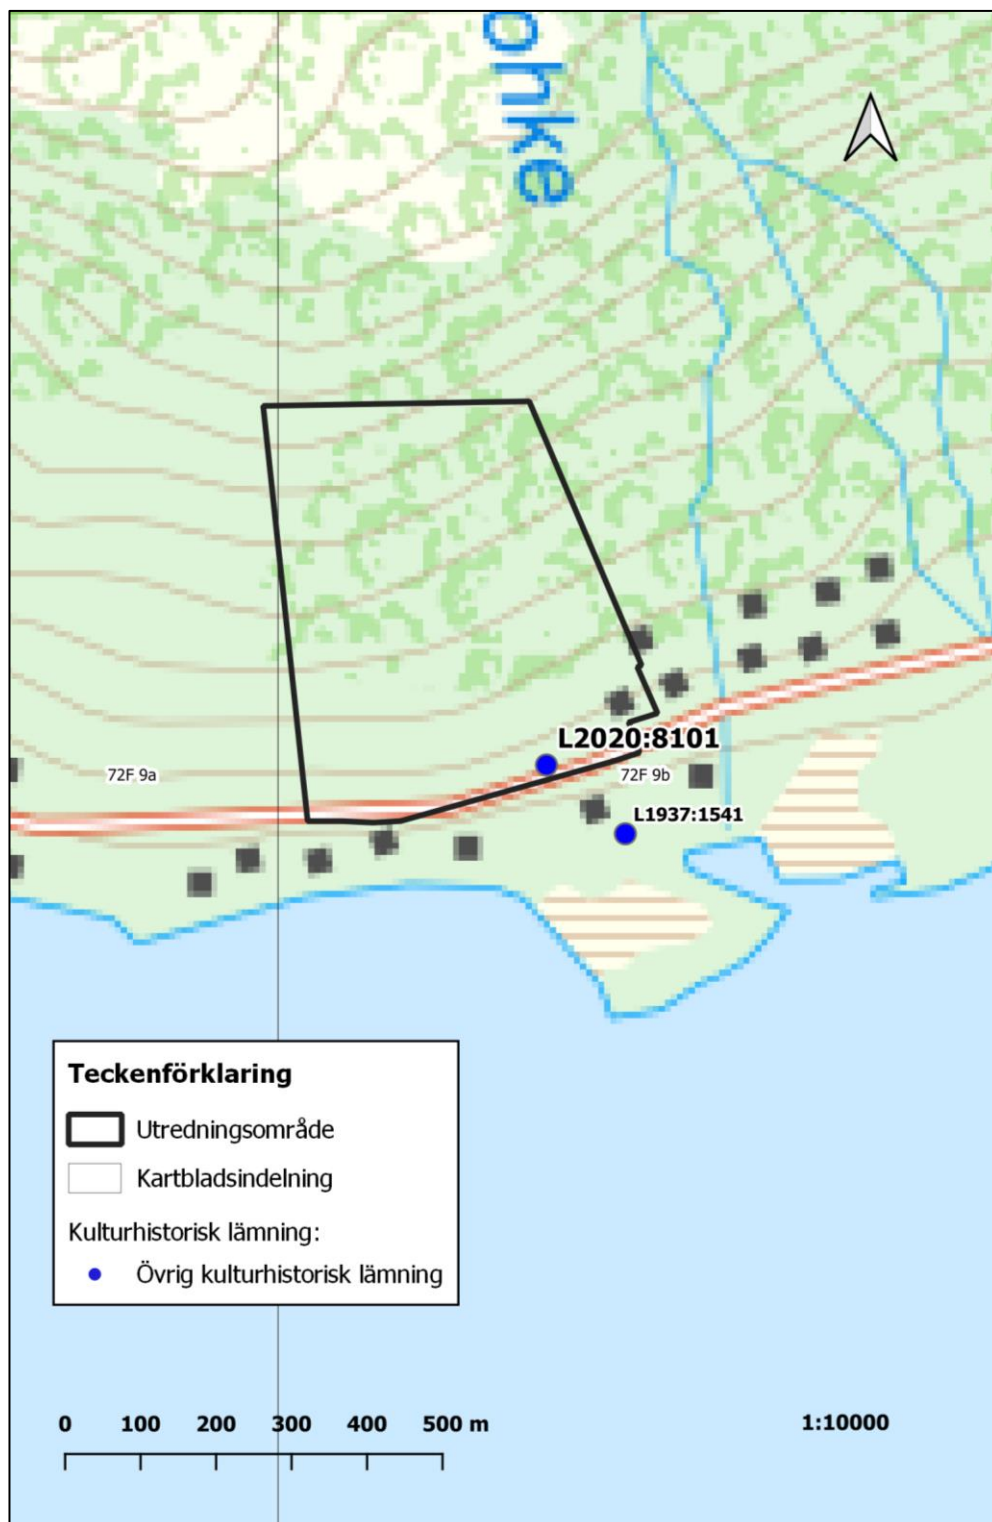 ohke
L2020:8101
72F 9a
72F 9b
L1937:1541
Teckenförklaring
Utredningsområde
Kartbladsindelning
Kulturhistorisk lämning:
Övrig kulturhistorisk lämning
0 100 200 300 400 500 m
1:10000